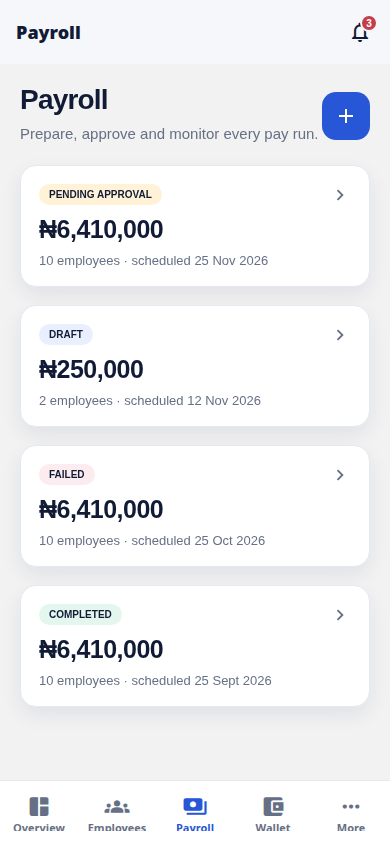 Payroll
3
Payroll
Prepare, approve and monitor every pay run.
PENDING APPROVAL
₦6,410,000
10 employees · scheduled 25 Nov 2026
DRAFT
₦250,000
2 employees · scheduled 12 Nov 2026
FAILED
₦6,410,000
10 employees · scheduled 25 Oct 2026
COMPLETED
₦6,410,000
10 employees · scheduled 25 Sept 2026
Overview Employees Payroll Wallet More